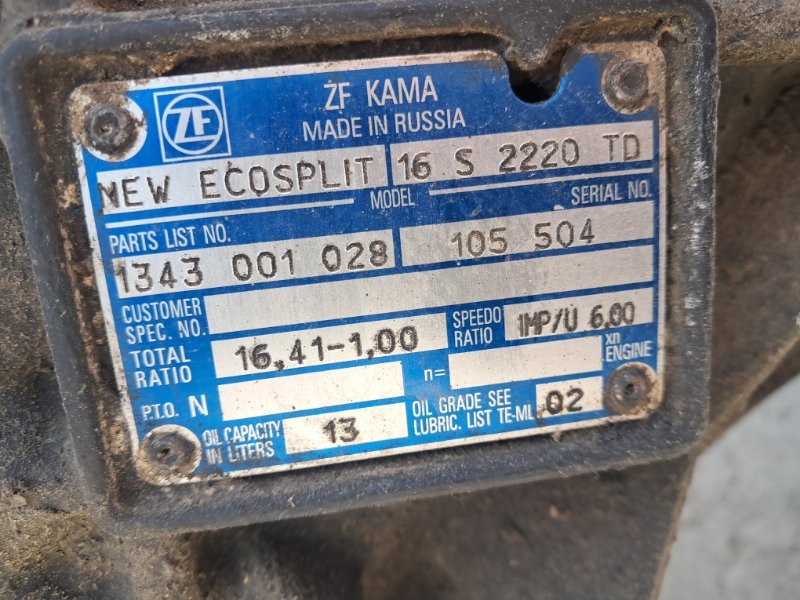 ZF
ZF KAMA
MADE IN RUSSIA
NEW ECOSPLIT 16 S 2220 TD
MODEL
PARTS LIST NO. SERIAL NO.
1343 001 028 105 504
CUSTOMER SPEC. NO.
TOTAL RATIO 16,41-1,00 SPEEDO RATIO 1MP/U 6,00
P.T.O. N n= xn ENGINE
OIL CAPACITY IN LITERS 13 OIL GRADE SEE LUBRIC. LIST TE-ML 02